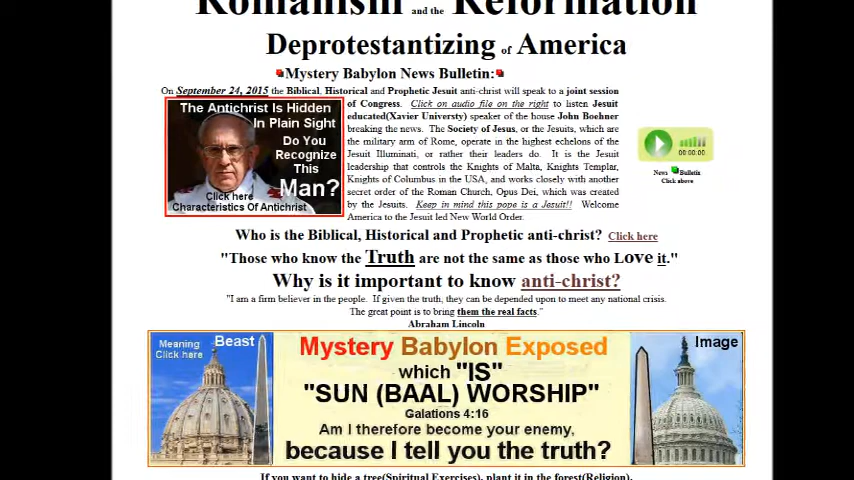 Romanism and the Reformation
Deprotestantizing of America
Mystery Babylon News Bulletin:
On September 24, 2015 the Biblical, Historical and Prophetic Jesuit anti-christ will speak to a joint session
of Congress. Click on audio file on the right to listen Jesuit
educated(Xavier Universty) speaker of the house John Boehner
breaking the news. The Society of Jesus, or the Jesuits, which are
the military arm of Rome, operate in the highest echelons of the
Jesuit Illuminati, or rather their leaders do. It is the Jesuit
leadership that controls the Knights of Malta, Knights Templar,
Knights of Columbus in the USA, and works closely with another
secret order of the Roman Church, Opus Dei, which was created
by the Jesuits. Keep in mind this pope is a Jesuit!! Welcome
America to the Jesuit led New World Order.
The Antichrist Is Hidden
In Plain Sight
Do You
Recognize
This
Man?
Click here
Characteristics Of Antichrist
00:00:00
News Bulletin
Click above
Who is the Biblical, Historical and Prophetic anti-christ? Click here
"Those who know the Truth are not the same as those who Love it."
Why is it important to know anti-christ?
"I am a firm believer in the people. If given the truth, they can be depended upon to meet any national crisis.
The great point is to bring them the real facts."
Abraham Lincoln
Meaning
Click here
Beast
Mystery Babylon Exposed
which "IS"
"SUN (BAAL) WORSHIP"
Galations 4:16
Am I therefore become your enemy,
because I tell you the truth?
Image
If you want to hide a tree(Spiritual Exercises), plant it in the forest(Religion).